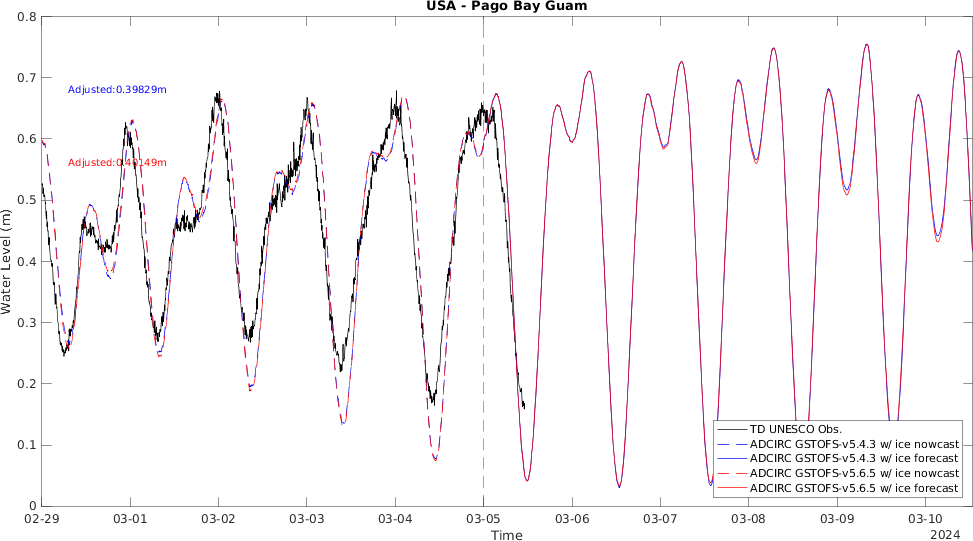 USA - Pago Bay Guam
0.8
0.7
0.6
0.5
0.4
0.3
0.2
0.1
0
Water Level (m)
Adjusted:0.39829m
Adjusted:0.40149m
TD UNESCO Obs.
ADCIRC GSTOFS-v5.4.3 w/ ice nowcast
ADCIRC GSTOFS-v5.4.3 w/ ice forecast
ADCIRC GSTOFS-v5.6.5 w/ ice nowcast
ADCIRC GSTOFS-v5.6.5 w/ ice forecast
02-29 03-01 03-02 03-03 03-04 03-05 03-06 03-07 03-08 03-09 03-10
Time
2024